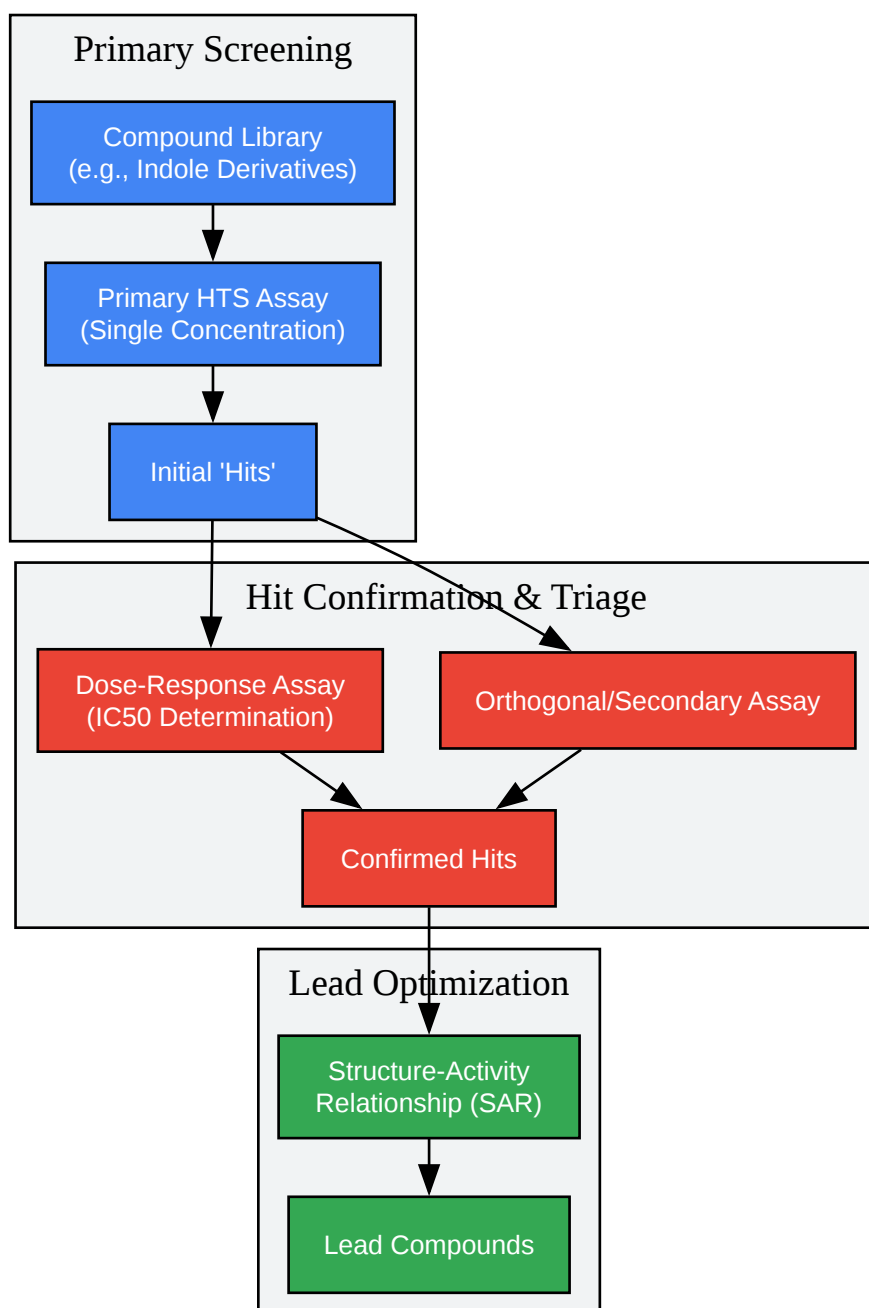 Primary Screening
Compound Library
(e.g., Indole Derivatives)
Primary HTS Assay
(Single Concentration)
Initial 'Hits'
Hit Confirmation & Triage
Dose-Response Assay
(IC50 Determination)
Orthogonal/Secondary Assay
Confirmed Hits
Lead Optimization
Structure-Activity
Relationship (SAR)
Lead Compounds